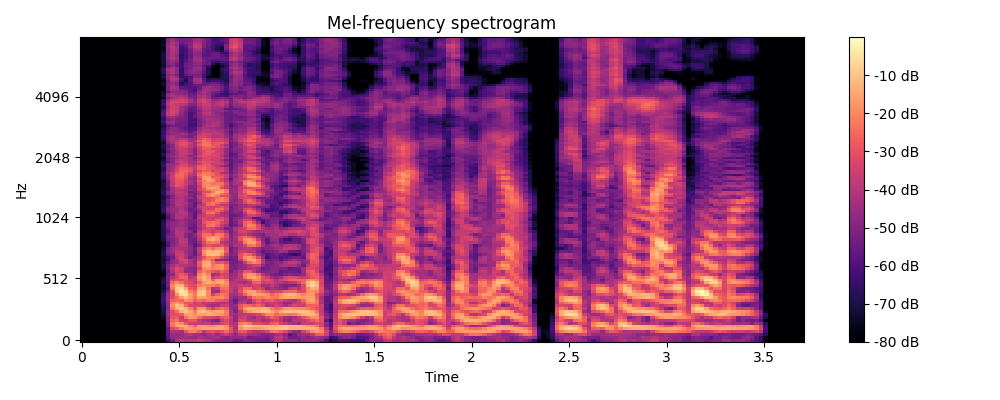 Mel-frequency spectrogram
Hz
4096
2048
1024
512
0
0 0.5 1 1.5 2 2.5 3 3.5
Time
-10 dB
-20 dB
-30 dB
-40 dB
-50 dB
-60 dB
-70 dB
-80 dB